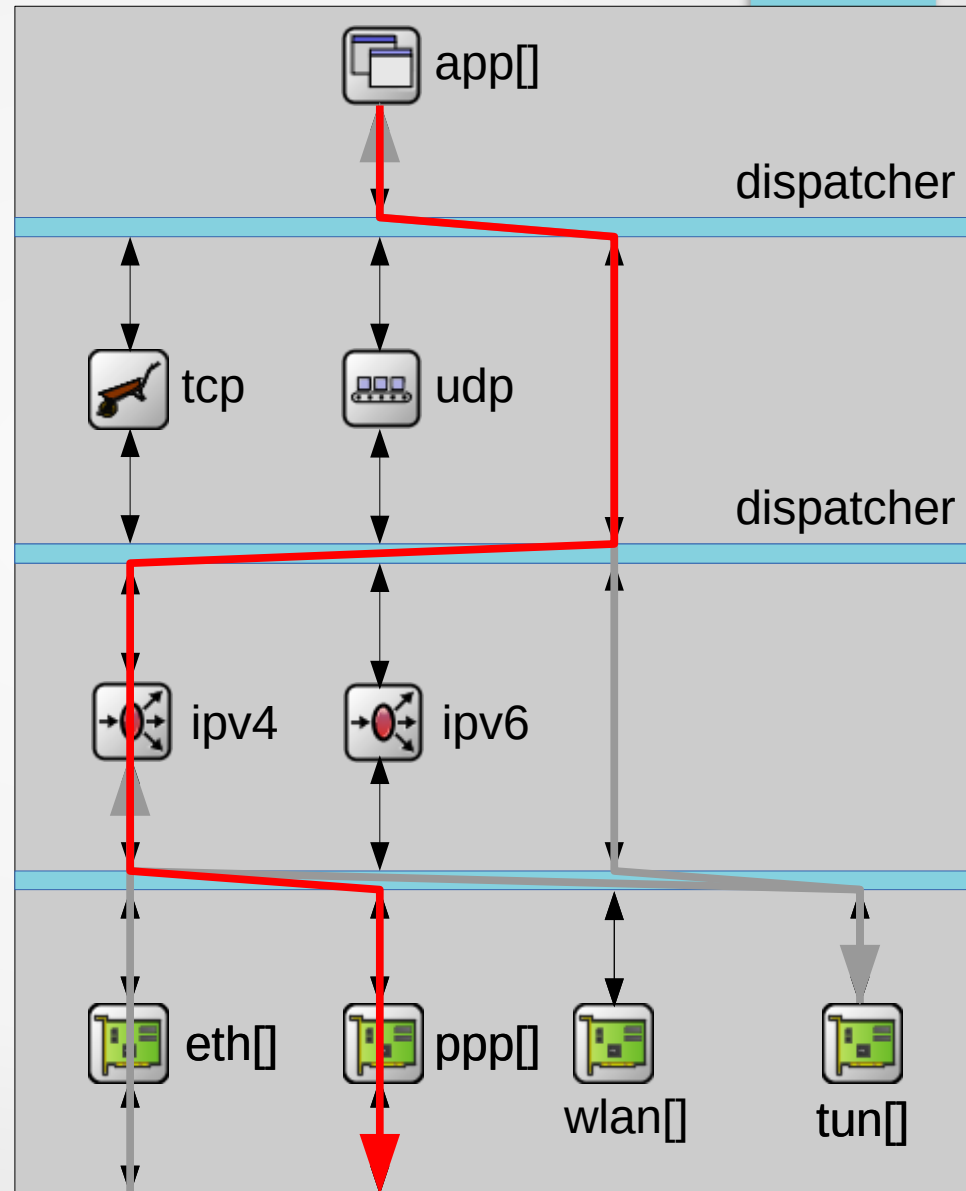 app[]
dispatcher
tcp
udp
dispatcher
ipv4
ipv6
eth[]
ppp[]
wlan[]
tun[]